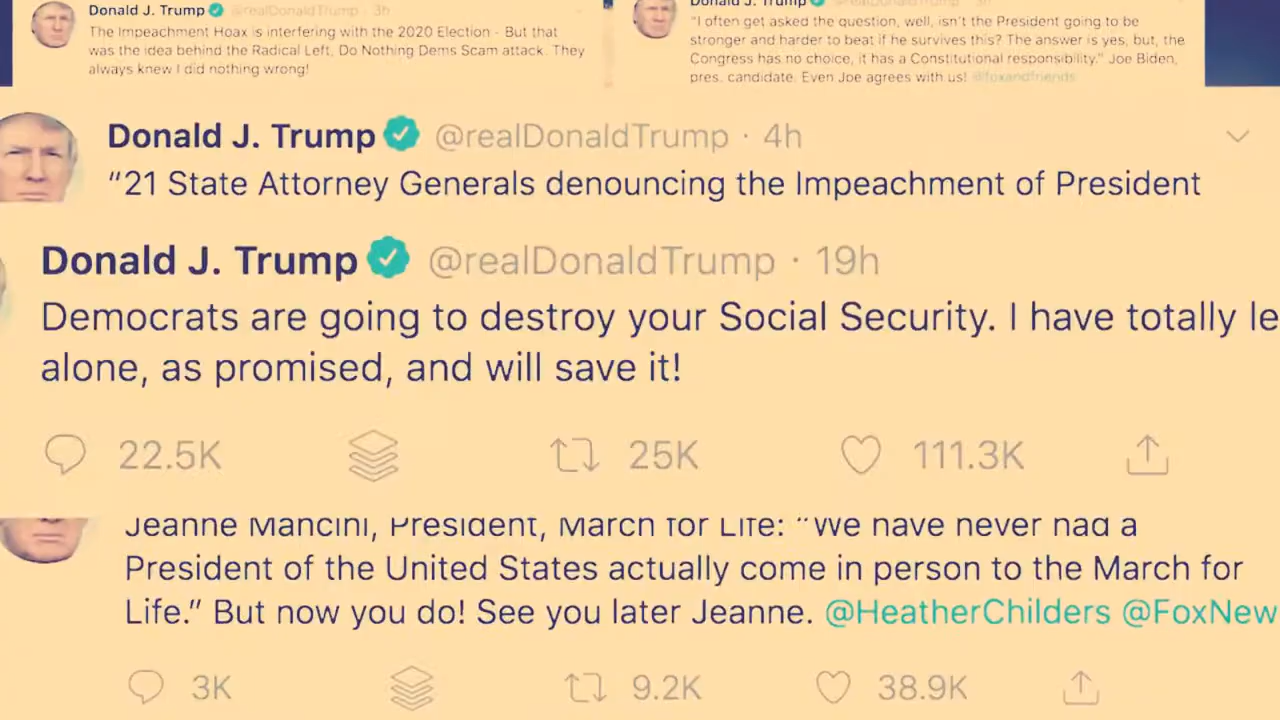 Donald J. Trump @realDonaldTrump · 3h
The Impeachment Hoax is interfering with the 2020 Election - But that
was the idea behind the Radical Left, Do Nothing Dems Scam attack. They
always knew I did nothing wrong!
Donald J. Trump
"I often get asked the question, well, isn't the President going to be
stronger and harder to beat if he survives this? The answer is yes, but, the
Congress has no choice, it has a Constitutional responsibility." Joe Biden,
pres. candidate. Even Joe agrees with us! @foxandfriends
Donald J. Trump @realDonaldTrump · 4h
“21 State Attorney Generals denouncing the Impeachment of President
Donald J. Trump @realDonaldTrump · 19h
Democrats are going to destroy your Social Security. I have totally le
alone, as promised, and will save it!
22.5K 25K 111.3K
Jeanne Mancini, President, March for Life: “We have never had a
President of the United States actually come in person to the March for
Life.” But now you do! See you later Jeanne. @HeatherChilders @FoxNew
3K 9.2K 38.9K